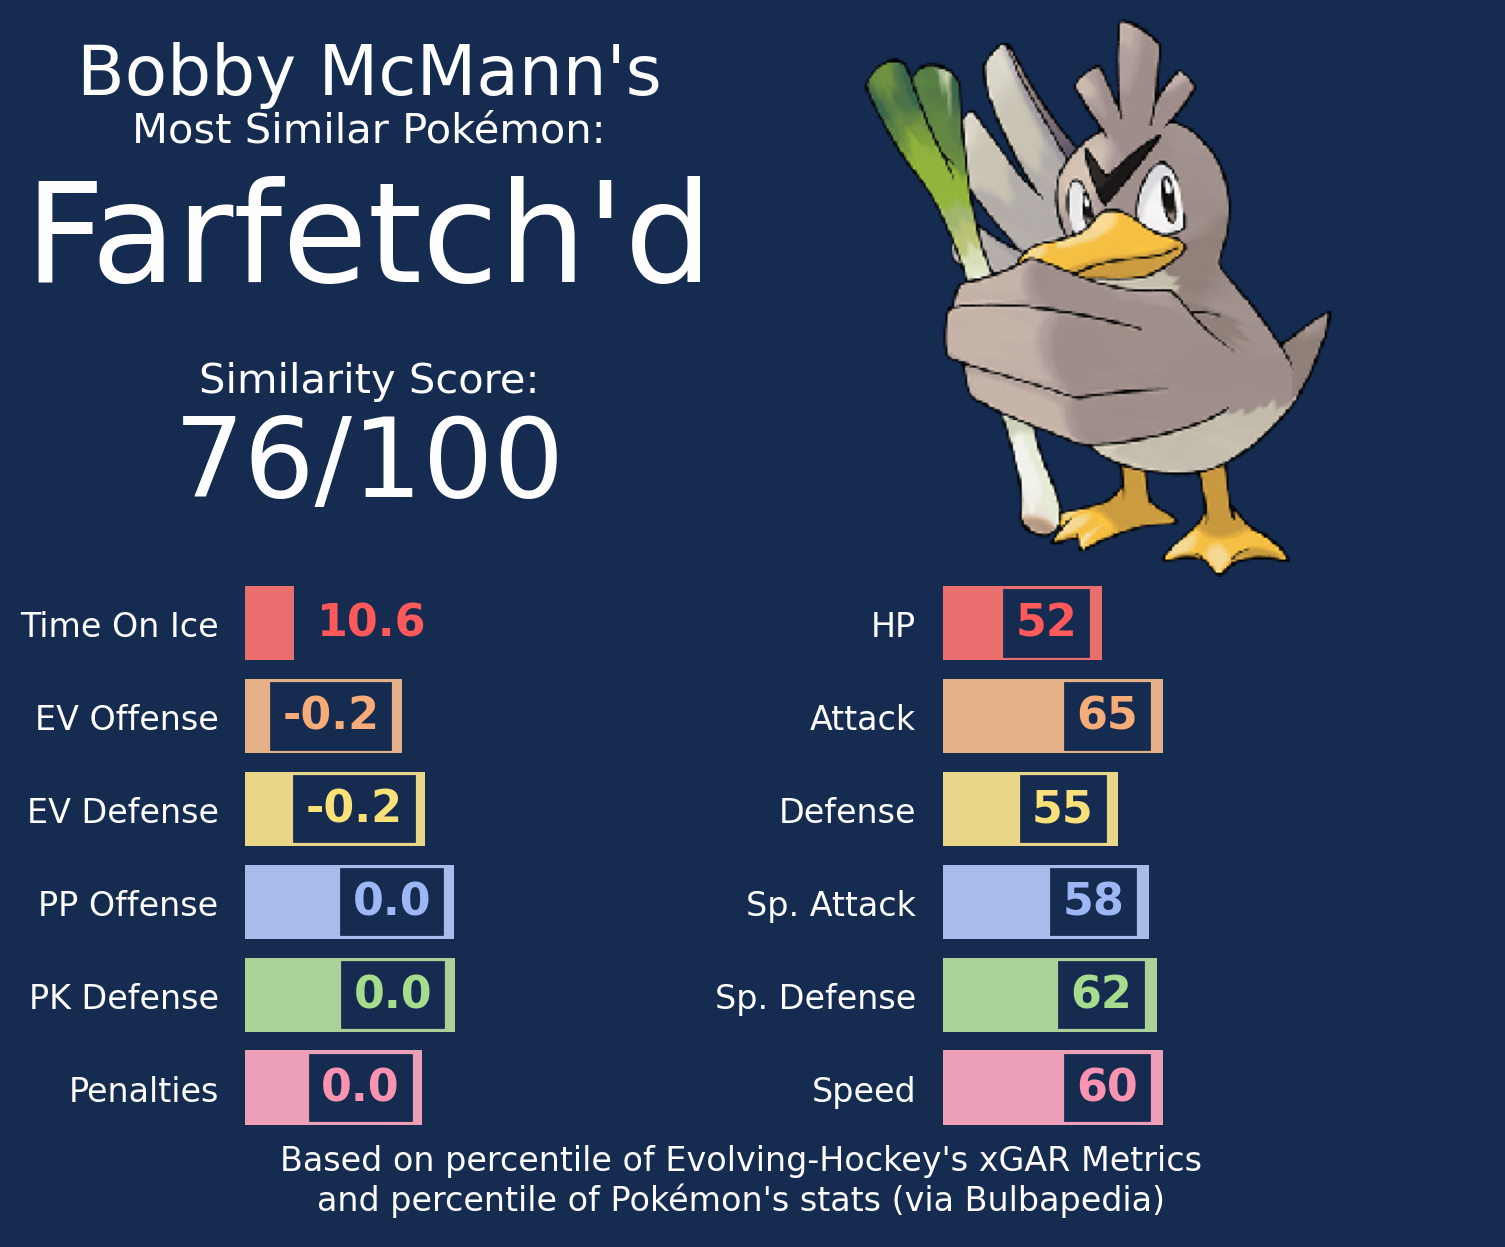 Bobby McMann's
Most Similar Pokémon:
Farfetch'd
Similarity Score:
76/100
Time On Ice 10.6
EV Offense -0.2
EV Defense -0.2
PP Offense 0.0
PK Defense 0.0
Penalties 0.0
HP 52
Attack 65
Defense 55
Sp. Attack 58
Sp. Defense 62
Speed 60
Based on percentile of Evolving-Hockey's xGAR Metrics
and percentile of Pokémon's stats (via Bulbapedia)